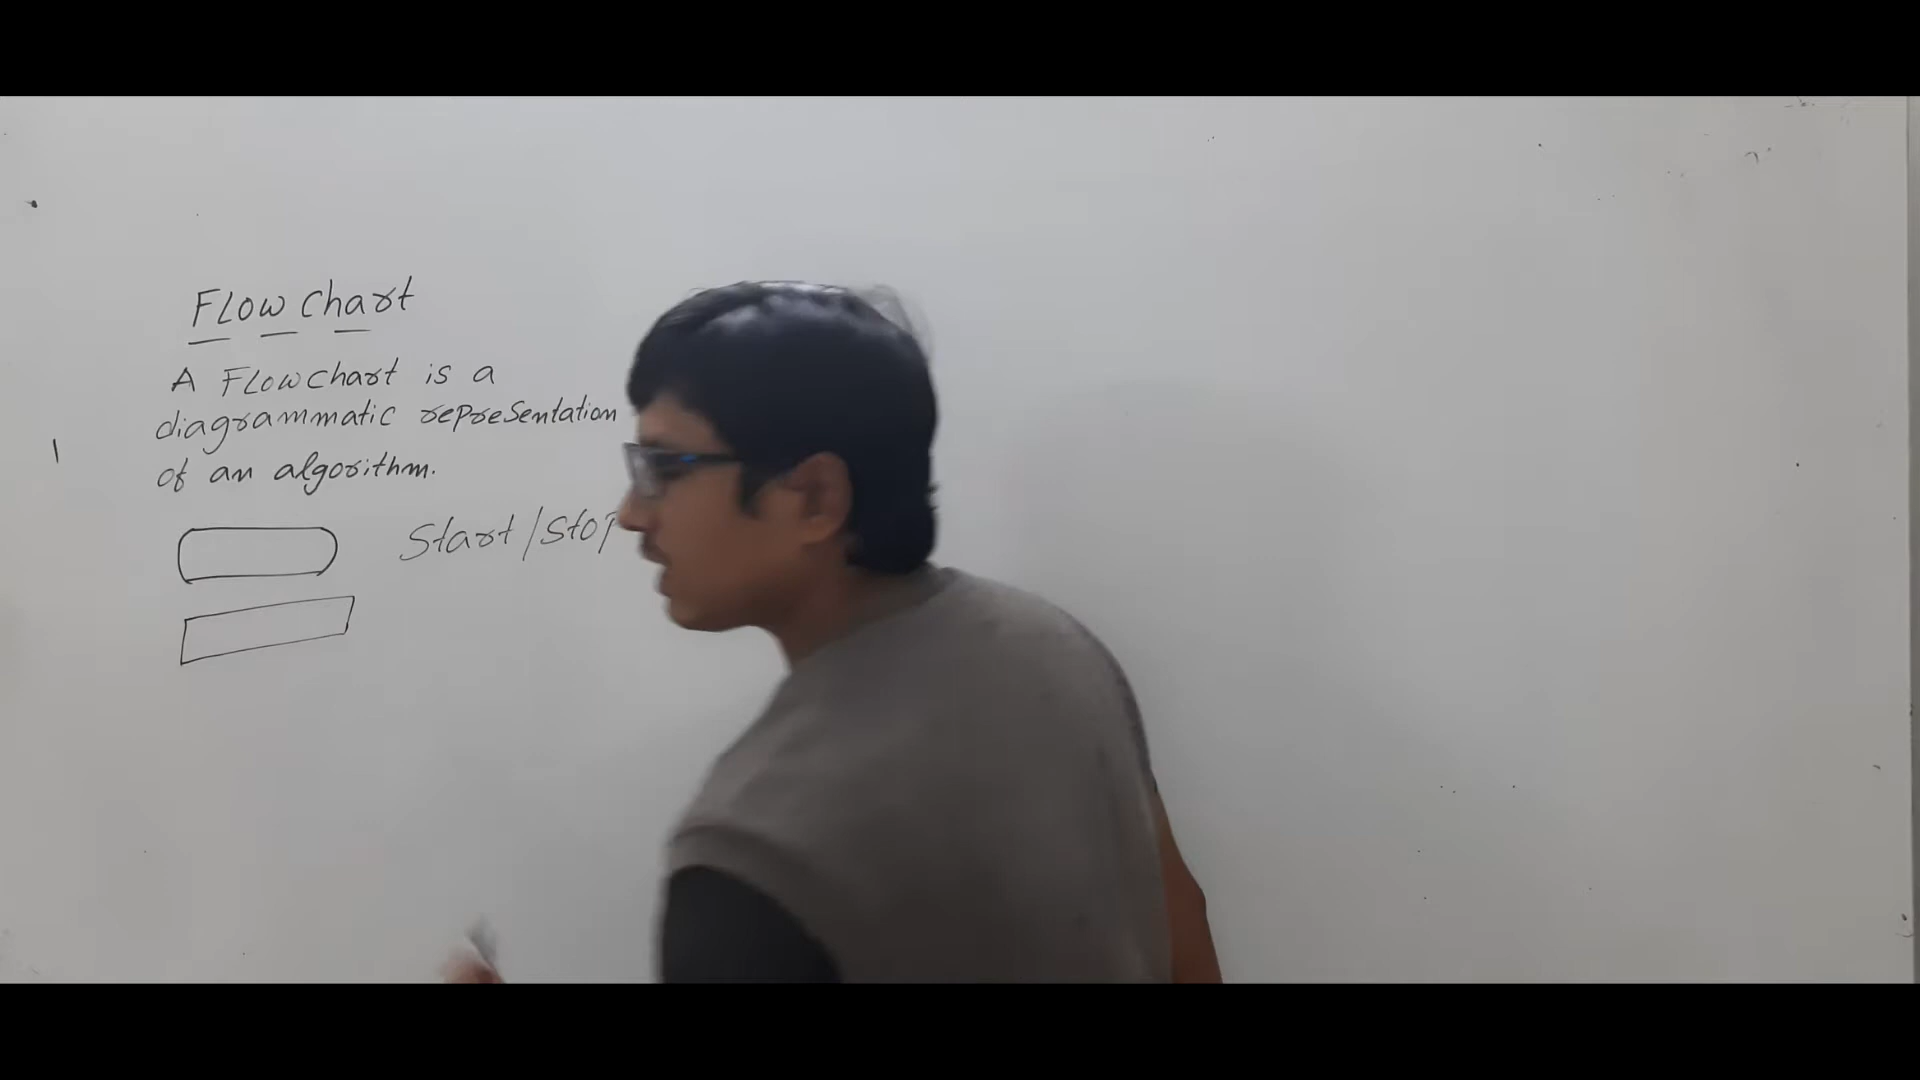 Flow chart
A Flowchart is a
diagrammatic representation
of an algorithm.
Start/Stop